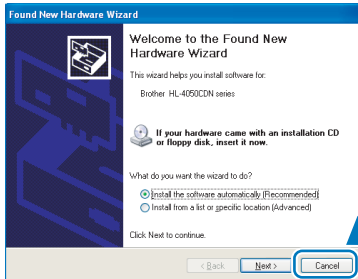 Found New Hardware Wizard
Welcome to the Found New
Hardware Wizard
This wizard helps you install software for:
Brother HL-4050CDN series
If your hardware came with an installation CD
or floppy disk, insert it now.
What do you want the wizard to do?
Install the software automatically (Recommended)
Install from a list or specific location (Advanced)
Click Next to continue.
< Back Next > Cancel